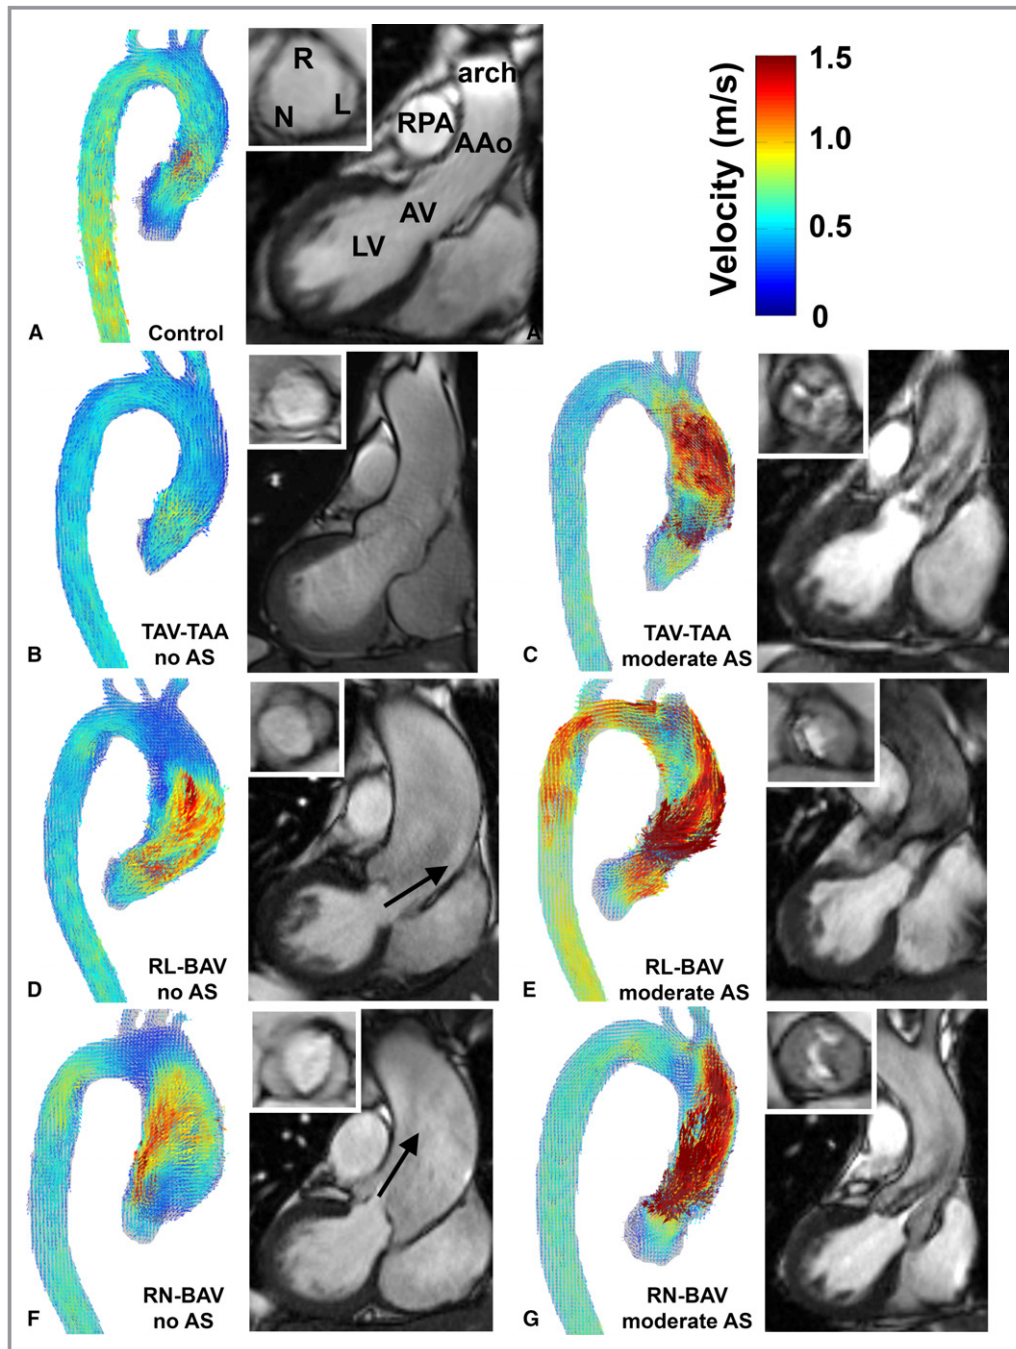 R
N
L
arch
RPA
AAo
AV
LV
A
A
Control
Velocity (m/s)
1.5
1.0
0.5
0
B
TAV-TAA
no AS
C
TAV-TAA
moderate AS
D
RL-BAV
no AS
E
RL-BAV
moderate AS
F
RN-BAV
no AS
G
RN-BAV
moderate AS